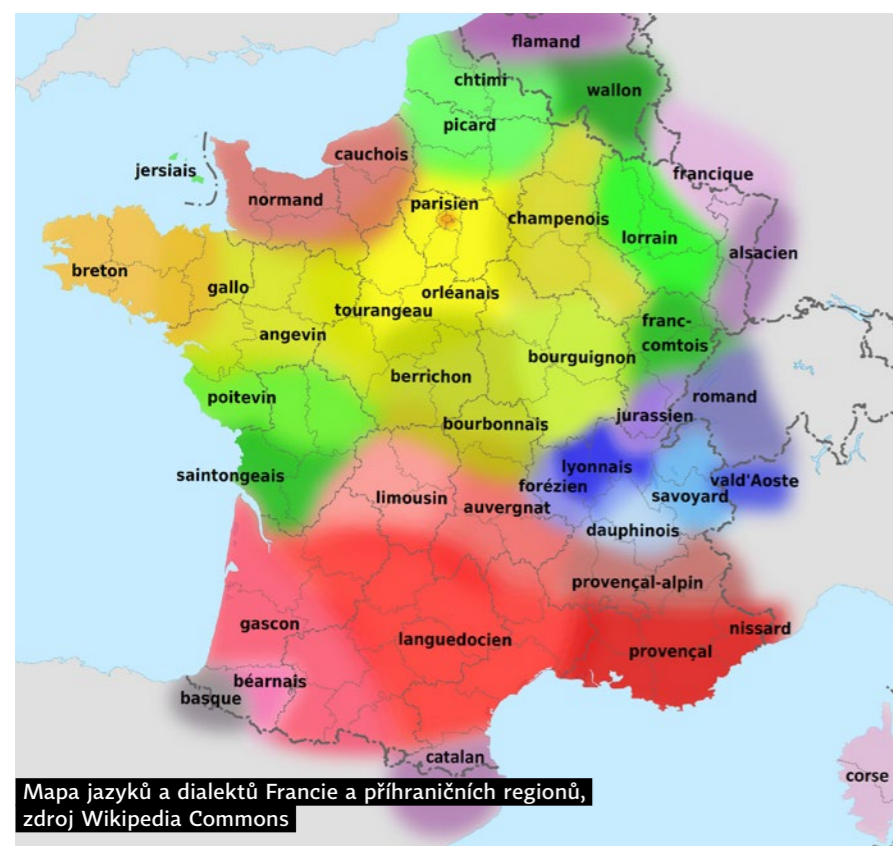 flamand
chtimi
wallon
picard
cauchois
jersiais
francique
normand
parisien
champenois
lorrain
alsacien
breton
gallo
orléanais
tourangeau
franc-
comtois
angevin
bourguignon
berrichon
poitevin
romand
jurassien
bourbonnais
lyonnais
saintongeais
forézien
vald'Aoste
limousin
savoyard
auvergnat
dauphinois
provençal-alpin
gascon
nissard
languedocien
provençal
béarnais
basque
catalan
corse
Mapa jazyků a dialektů Francie a příhraničních regionů,
zdroj Wikipedia Commons